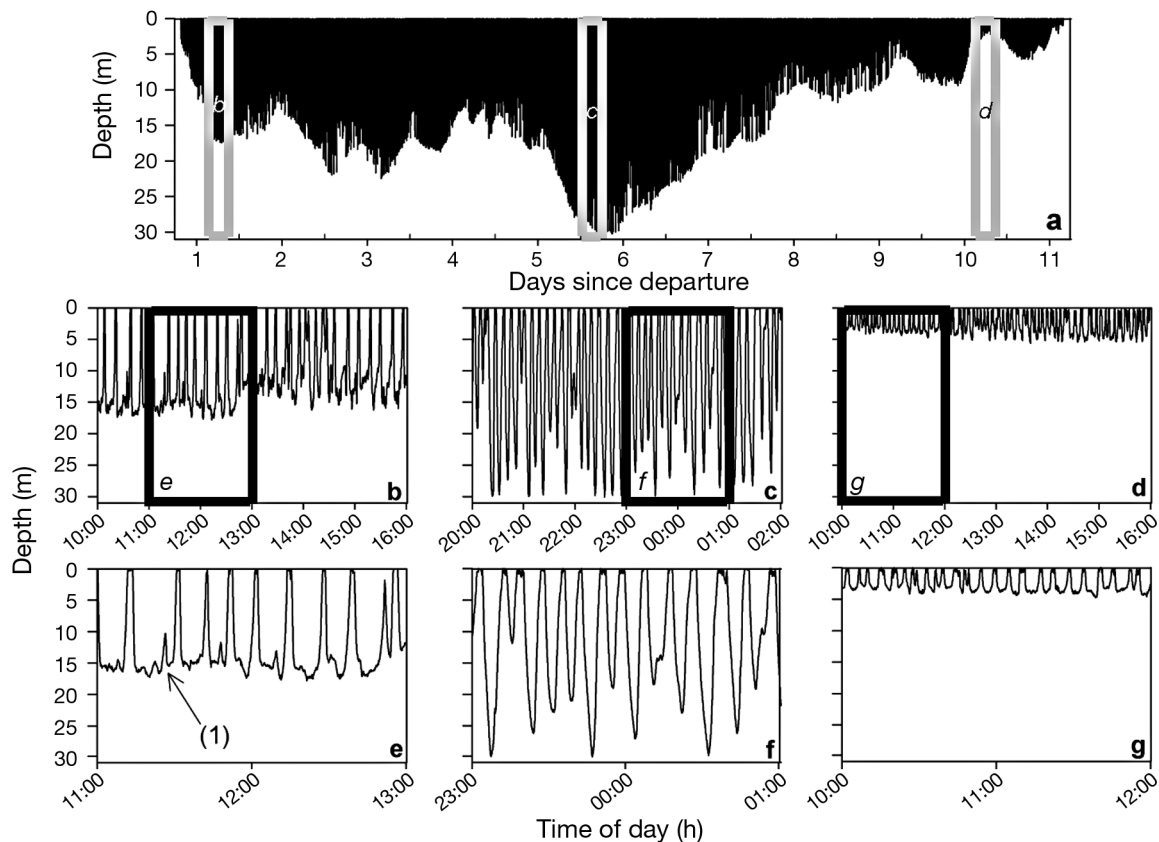 0
5
10
15
20
25
30
Depth (m)
b
c
d
a
1 2 3 4 5 6 7 8 9 10 11
Days since departure
0
5
10
15
20
25
30
e
b
10:00 11:00 12:00 13:00 14:00 15:00 16:00
f
c
20:00 21:00 22:00 23:00 00:00 01:00 02:00
g
d
10:00 11:00 12:00 13:00 14:00 15:00 16:00
Depth (m)
0
5
10
15
20
25
30
(1)
e
11:00 12:00 13:00
f
23:00 00:00 01:00
g
10:00 11:00 12:00
Time of day (h)